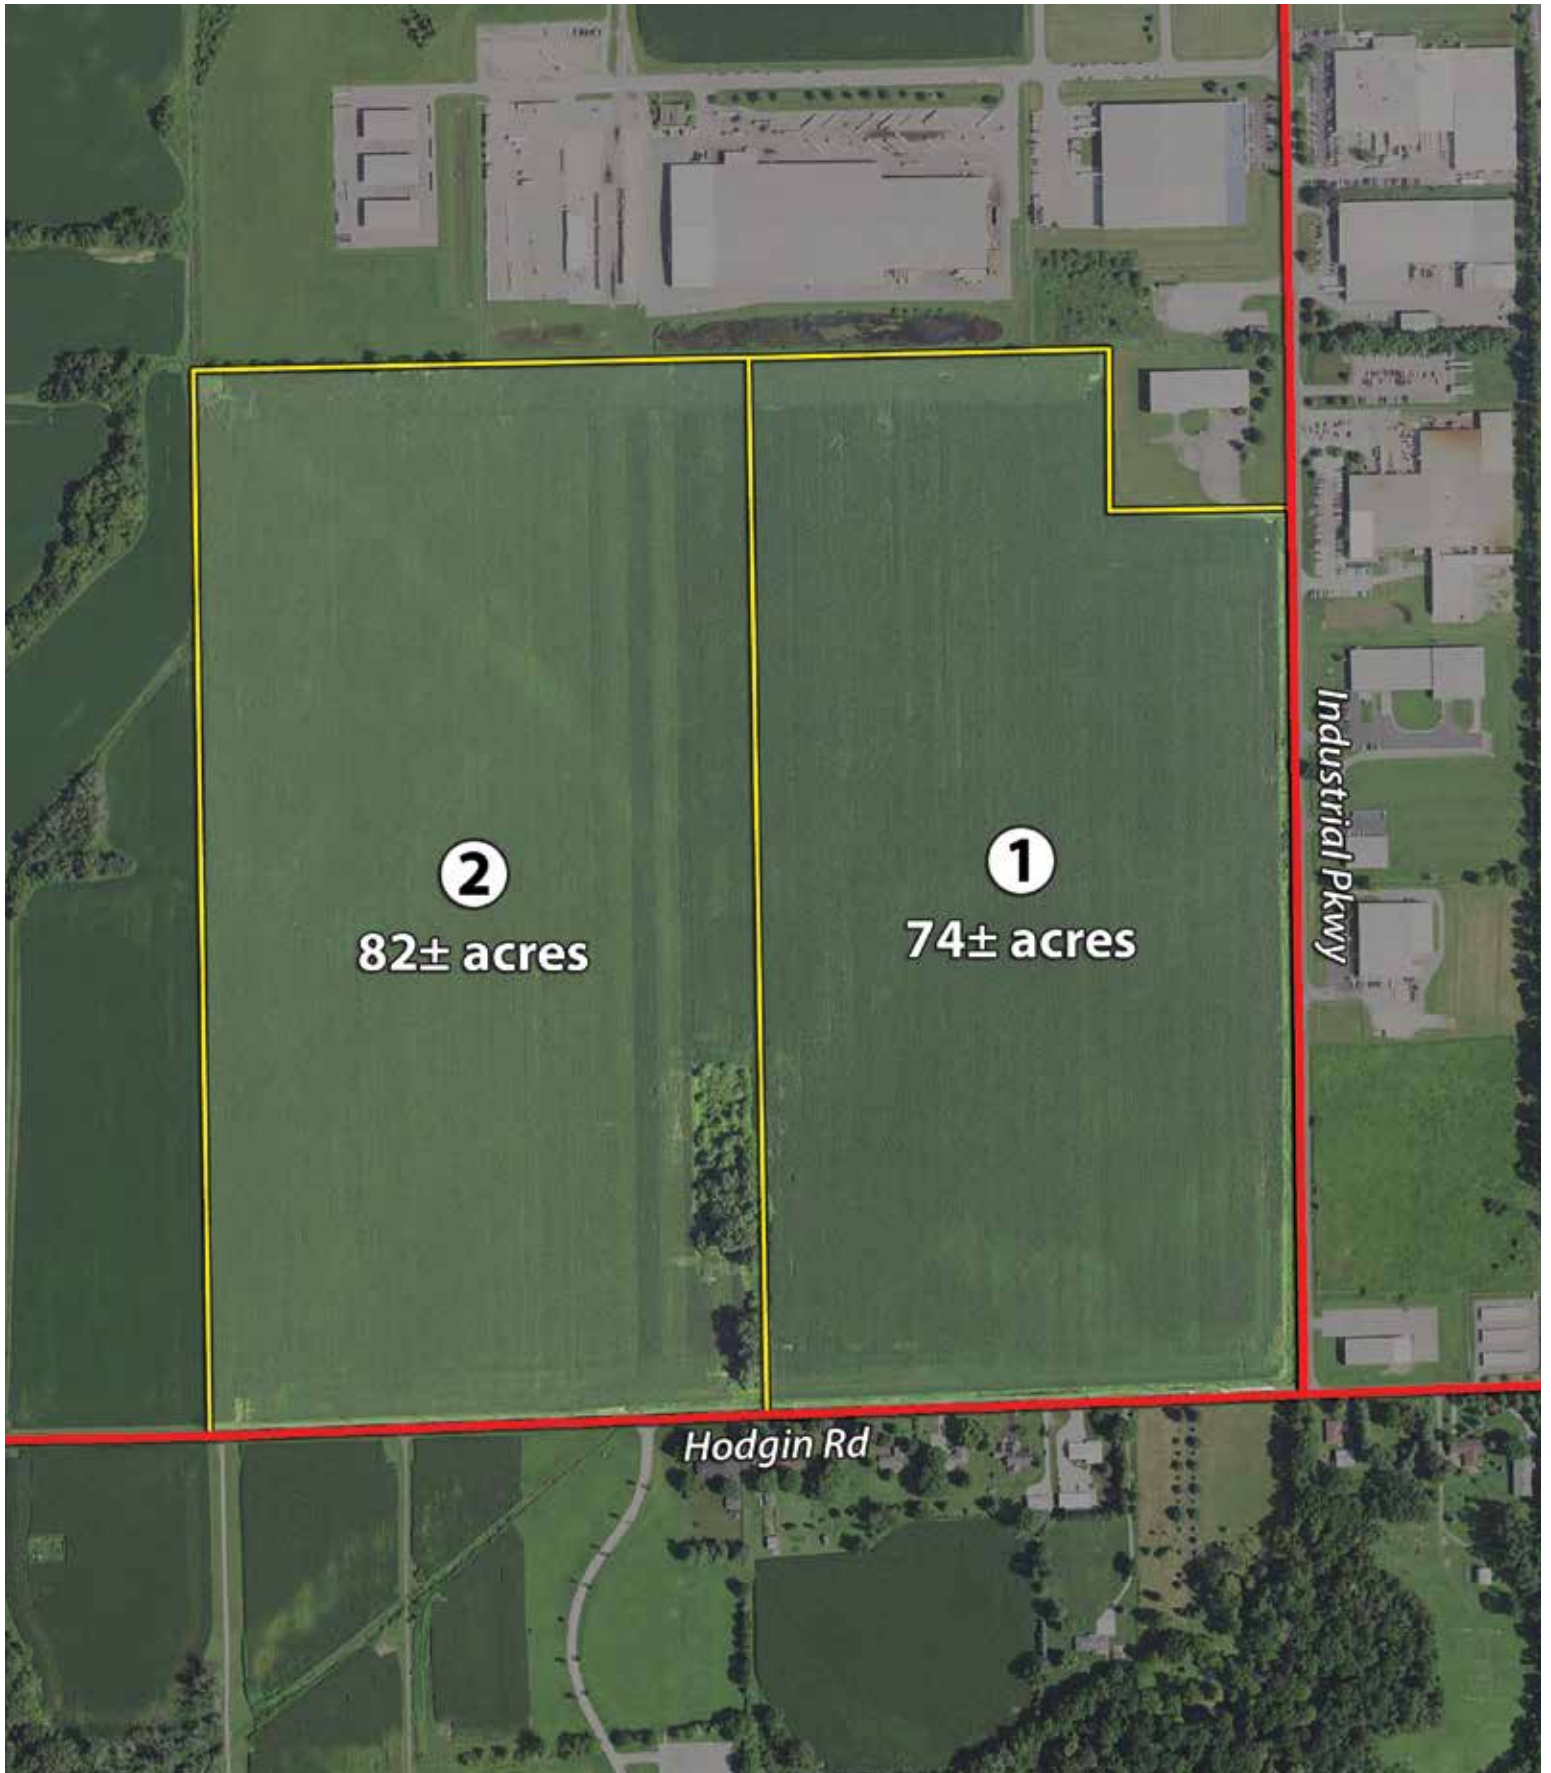 2
82± acres
1
74± acres
Industrial Pkwy
Hodgin Rd